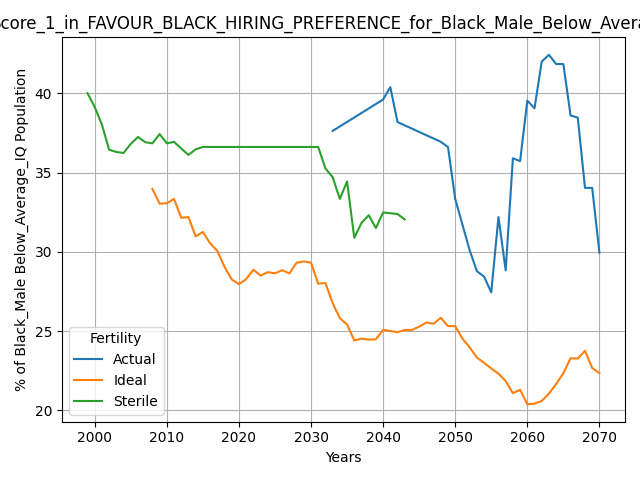 core_1_in_FAVOUR_BLACK_HIRING_PREFERENCE_for_Black_Male_Below_Avera
% of Black_Male Below_Average_IQ Population
40
35
30
25
20
Fertility
Actual
Ideal
Sterile
2000 2010 2020 2030 2040 2050 2060 2070
Years